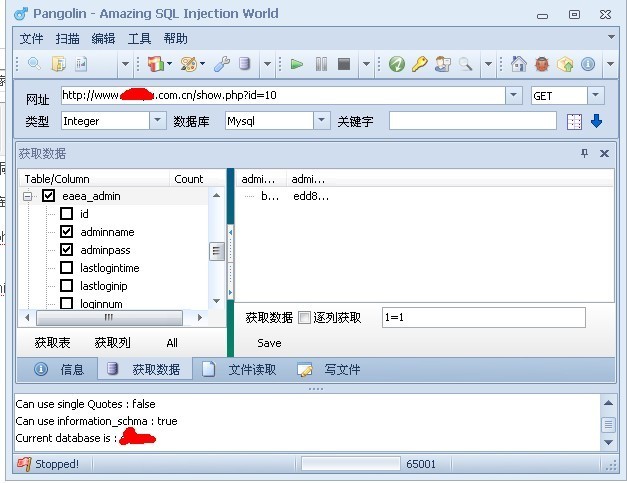 Pangolin - Amazing SQL Injection World
文件 扫描 编辑 工具 帮助
网址 http://www. .com.cn/show.php?id=10 GET
类型 Integer 数据库 Mysql 关键字
获取数据
Table/Column Count admi... admi...
eaea_admin b... edd8...
id
adminname
adminpass
lastlogintime
lastloginip
loginnum
获取数据 逐列获取 1=1
获取表 获取列 All Save
信息 获取数据 文件读取 写文件
Can use single Quotes : false
Can use information_schma : true
Current database is :
Stopped! 65001